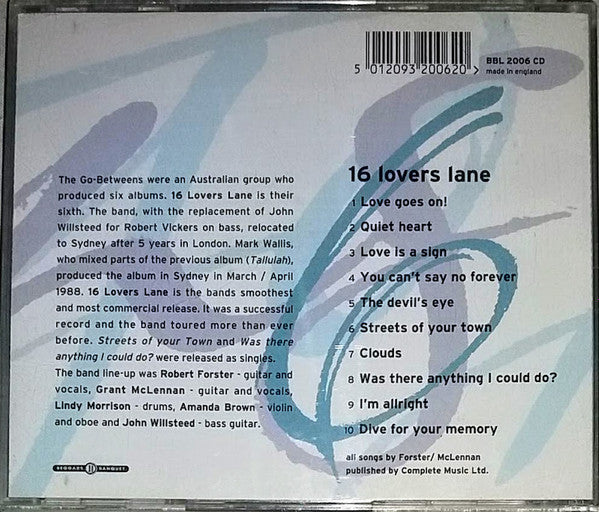 BBL 2006 CD
made in england
5 012093 200620 >
The Go-Betweens were an Australian group who
produced six albums. 16 Lovers Lane is their
sixth. The band, with the replacement of John
Willsteed for Robert Vickers on bass, relocated
to Sydney after 5 years in London. Mark Wallis,
who mixed parts of the previous album (Tallulah),
produced the album in Sydney in March / April
1988. 16 Lovers Lane is the bands smoothest
and most commercial release. It was a successful
record and the band toured more than ever
before. Streets of your Town and Was there
anything I could do? were released as singles.
The band line-up was Robert Forster - guitar and
vocals, Grant McLennan - guitar and vocals,
Lindy Morrison - drums, Amanda Brown - violin
and oboe and John Willsteed - bass guitar.
16 lovers lane
1 Love goes on!
2 Quiet heart
3 Love is a sign
4 You can't say no forever
5 The devil's eye
6 Streets of your town
7 Clouds
8 Was there anything I could do?
9 I'm allright
10 Dive for your memory
all songs by Forster/ McLennan
published by Complete Music Ltd.
BEGGARS BANQUET